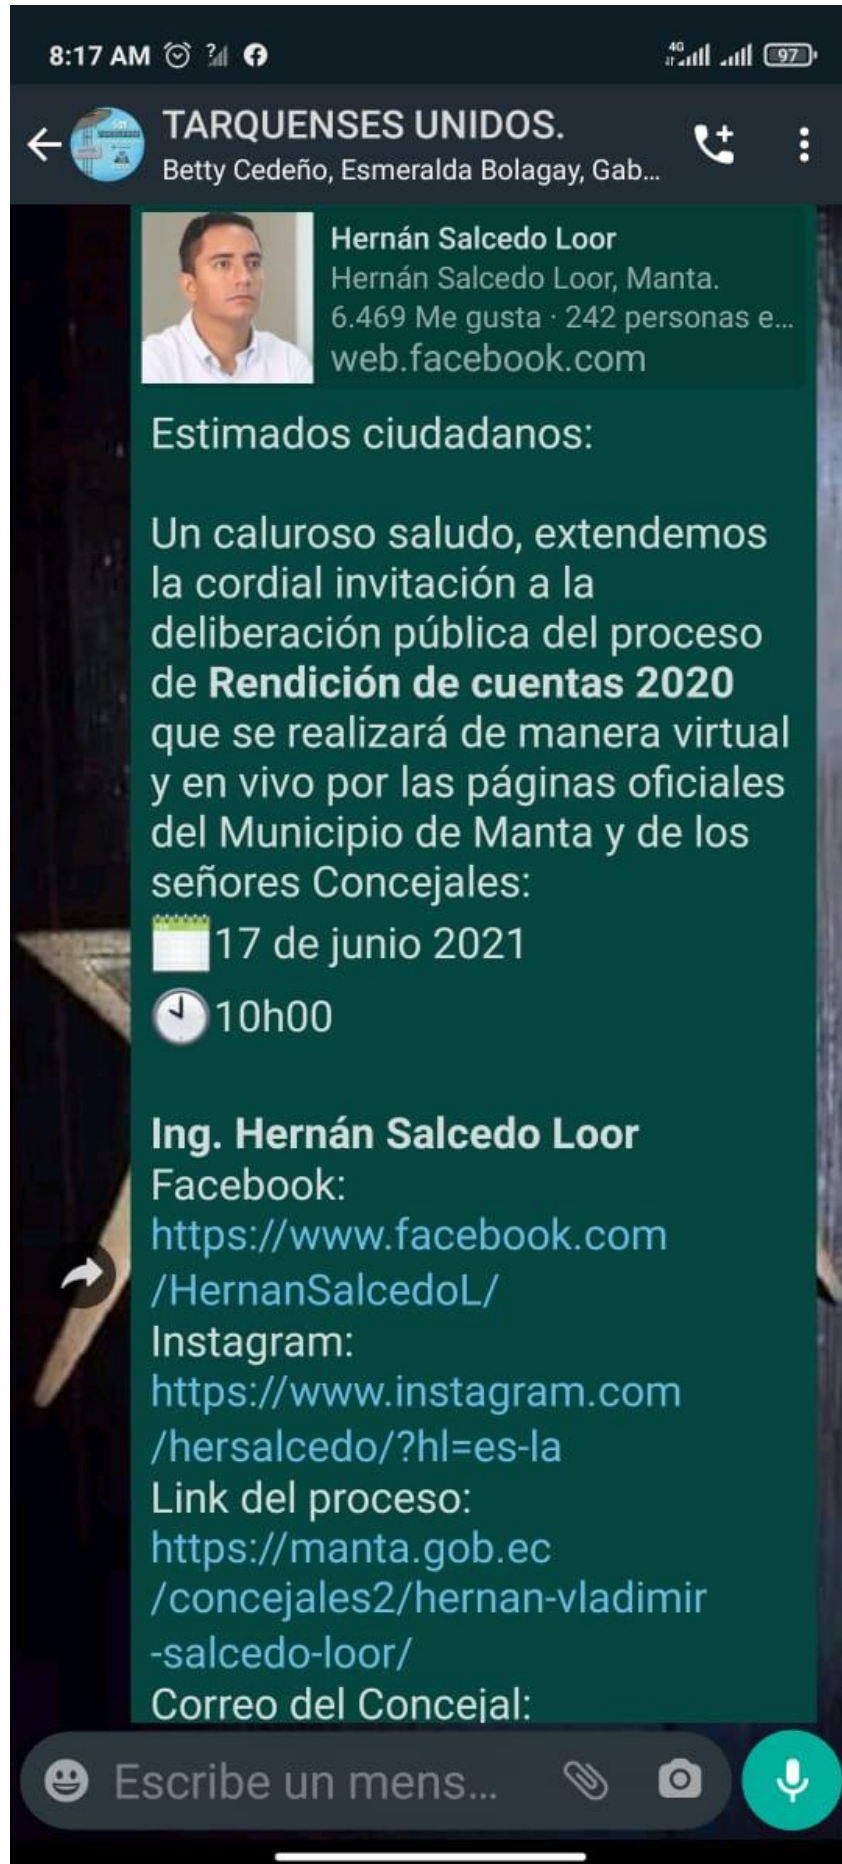 8:17 AM
4G
97
TARQUENSES UNIDOS.
Betty Cedeño, Esmeralda Bolagay, Gab...
Hernán Salcedo Loor
Hernán Salcedo Loor, Manta.
6.469 Me gusta · 242 personas e...
web.facebook.com
Estimados ciudadanos:
Un caluroso saludo, extendemos
la cordial invitación a la
deliberación pública del proceso
de Rendición de cuentas 2020
que se realizará de manera virtual
y en vivo por las páginas oficiales
del Municipio de Manta y de los
señores Concejales:
17 de junio 2021
10h00
Ing. Hernán Salcedo Loor
Facebook:
https://www.facebook.com
/HernanSalcedoL/
Instagram:
https://www.instagram.com
/hersalcedo/?hl=es-la
Link del proceso:
https://manta.gob.ec
/concejales2/hernan-vladimir
-salcedo-loor/
Correo del Concejal:
Escribe un mens...